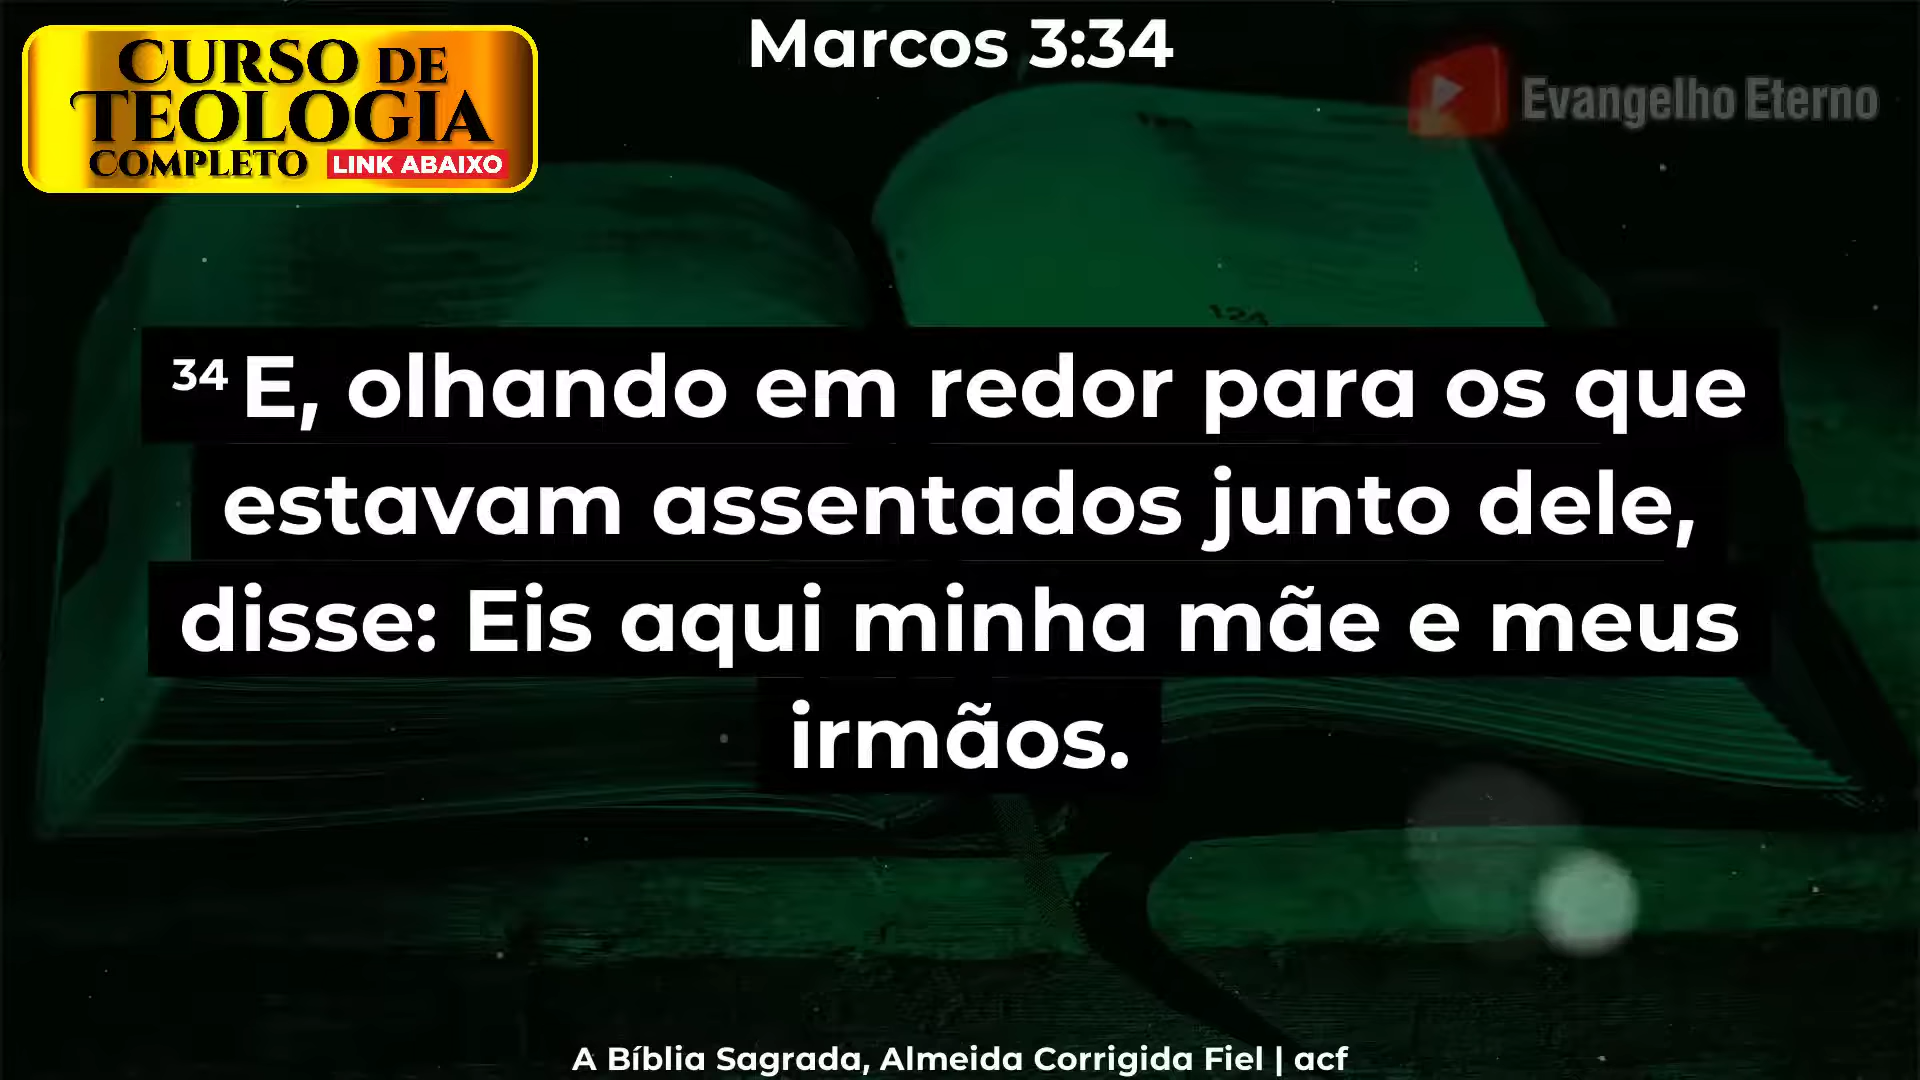 Marcos 3:34
CURSO DE
TEOLOGIA
COMPLETO LINK ABAIXO
Evangelho Eterno
124
34 E, olhando em redor para os que
estavam assentados junto dele,
disse: Eis aqui minha mãe e meus
irmãos.
A Bíblia Sagrada, Almeida Corrigida Fiel | acf